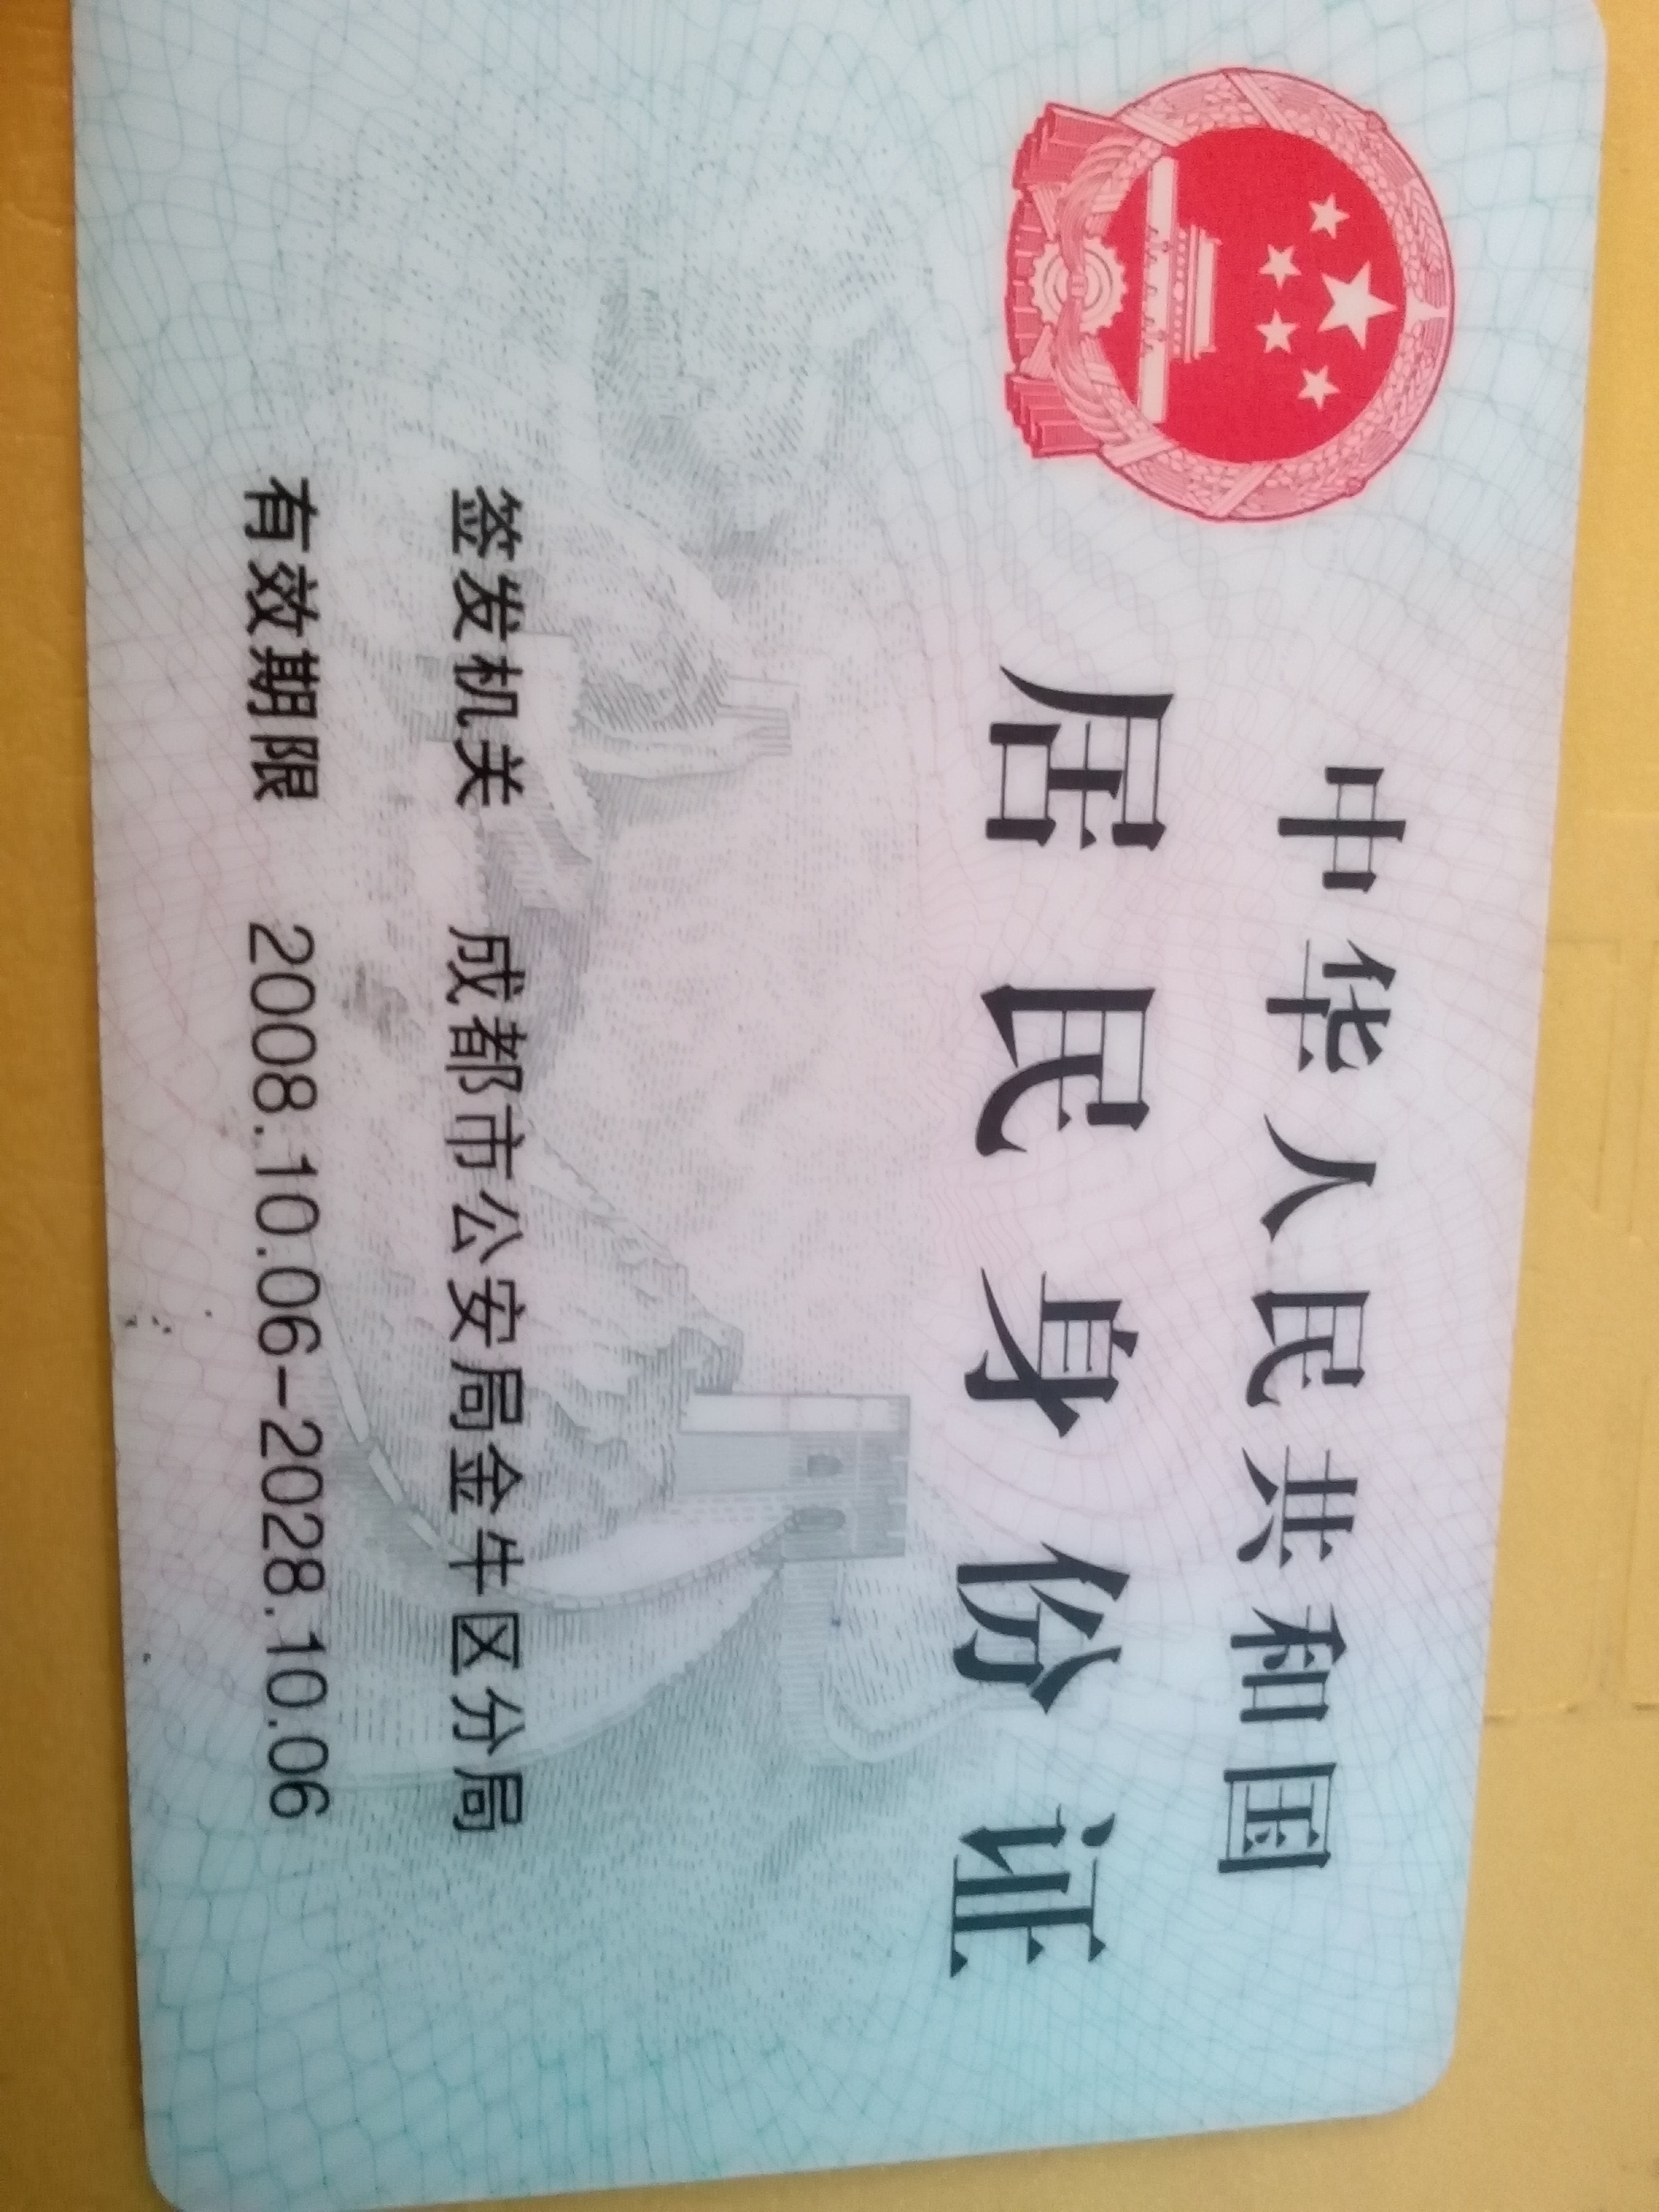 中华人民共和国
居民身份证
签发机关 成都市公安局金牛区分局
有效期限 2008.10.06-2028.10.06